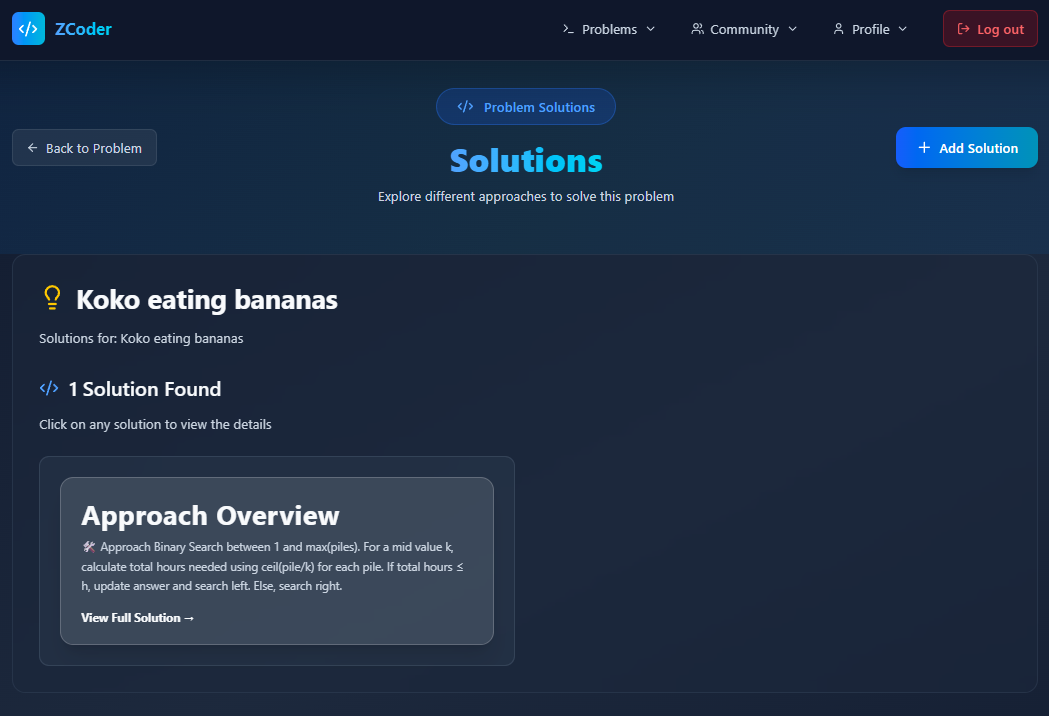 ZCoder
Problems
Community
Profile
Log out
</> Problem Solutions
← Back to Problem
+ Add Solution
Solutions
Explore different approaches to solve this problem
Koko eating bananas
Solutions for: Koko eating bananas
</> 1 Solution Found
Click on any solution to view the details
Approach Overview
🛠 Approach Binary Search between 1 and max(piles). For a mid value k,
calculate total hours needed using ceil(pile/k) for each pile. If total hours ≤
h, update answer and search left. Else, search right.
View Full Solution →